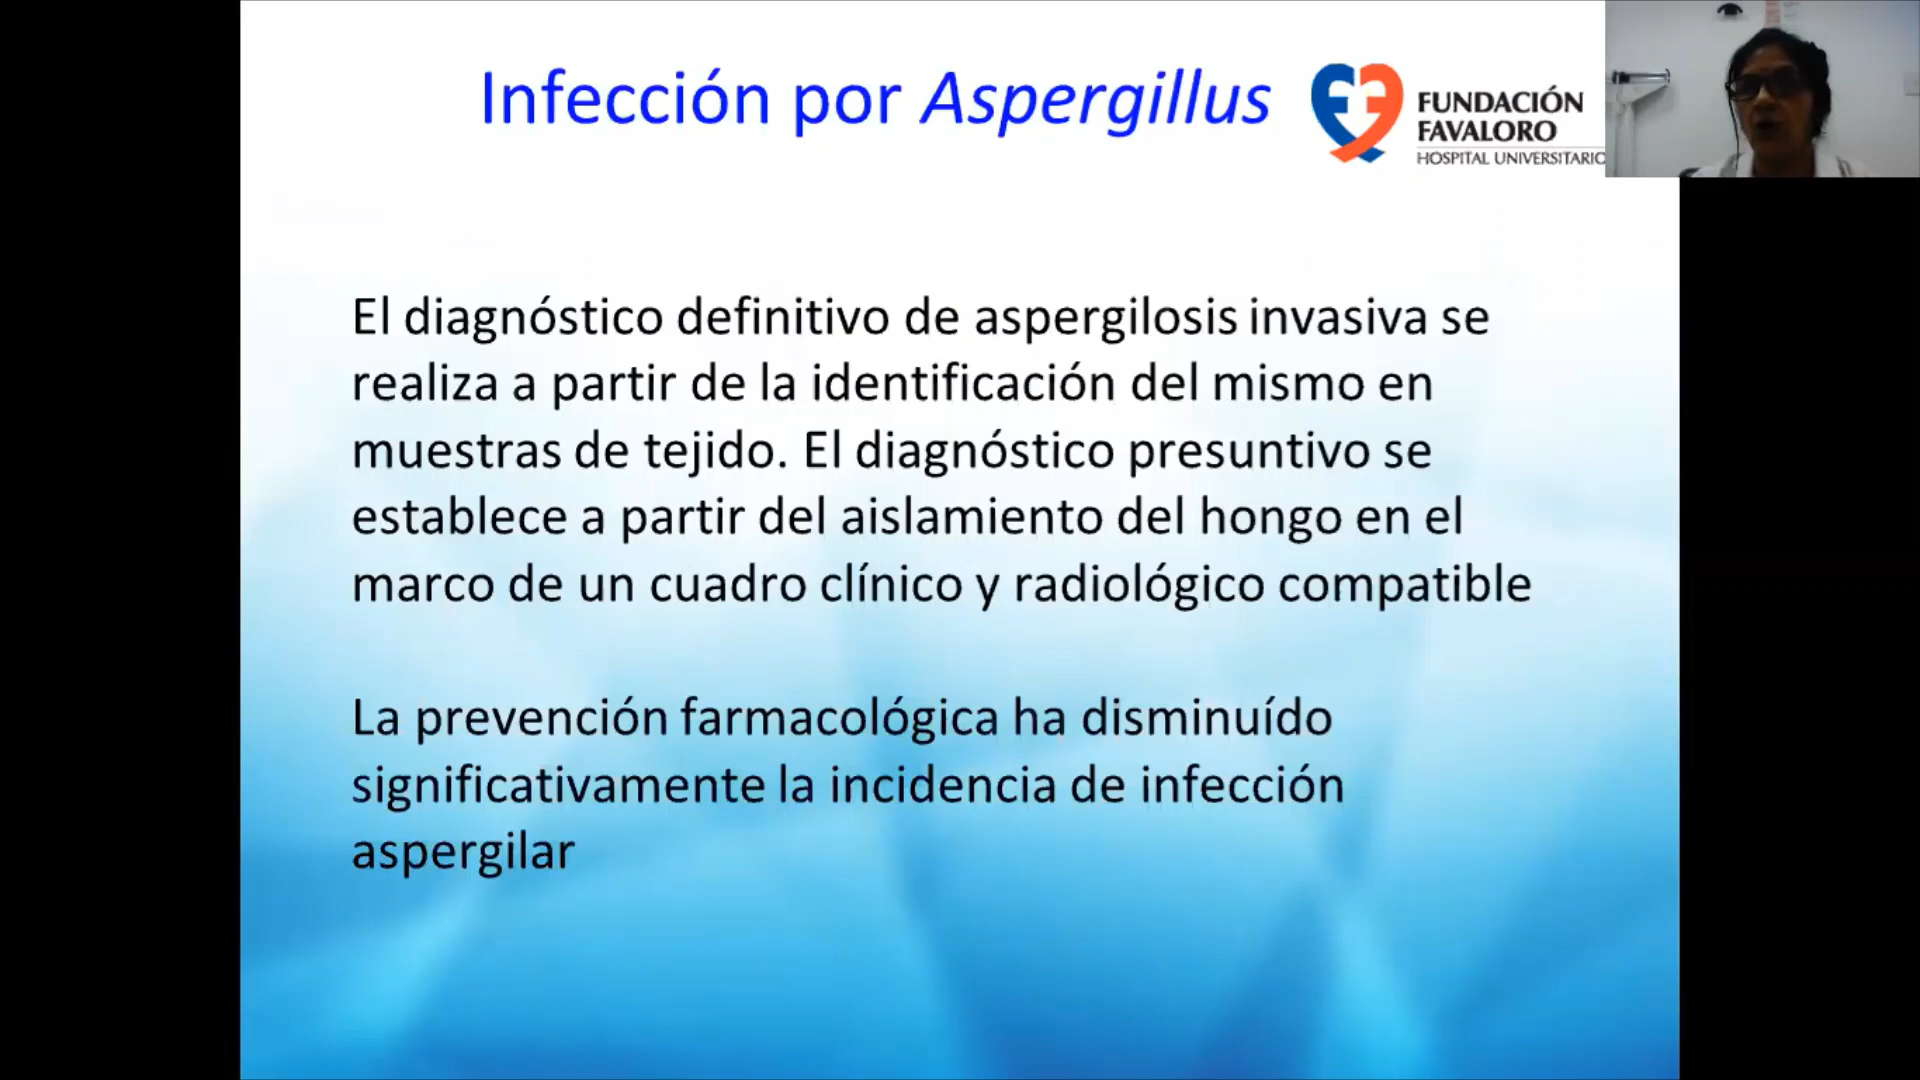 Infección por Aspergillus
FUNDACIÓN
FAVALORO
HOSPITAL UNIVERSITARIO
El diagnóstico definitivo de aspergilosis invasiva se
realiza a partir de la identificación del mismo en
muestras de tejido. El diagnóstico presuntivo se
establece a partir del aislamiento del hongo en el
marco de un cuadro clínico y radiológico compatible
La prevención farmacológica ha disminuído
significativamente la incidencia de infección
aspergilar